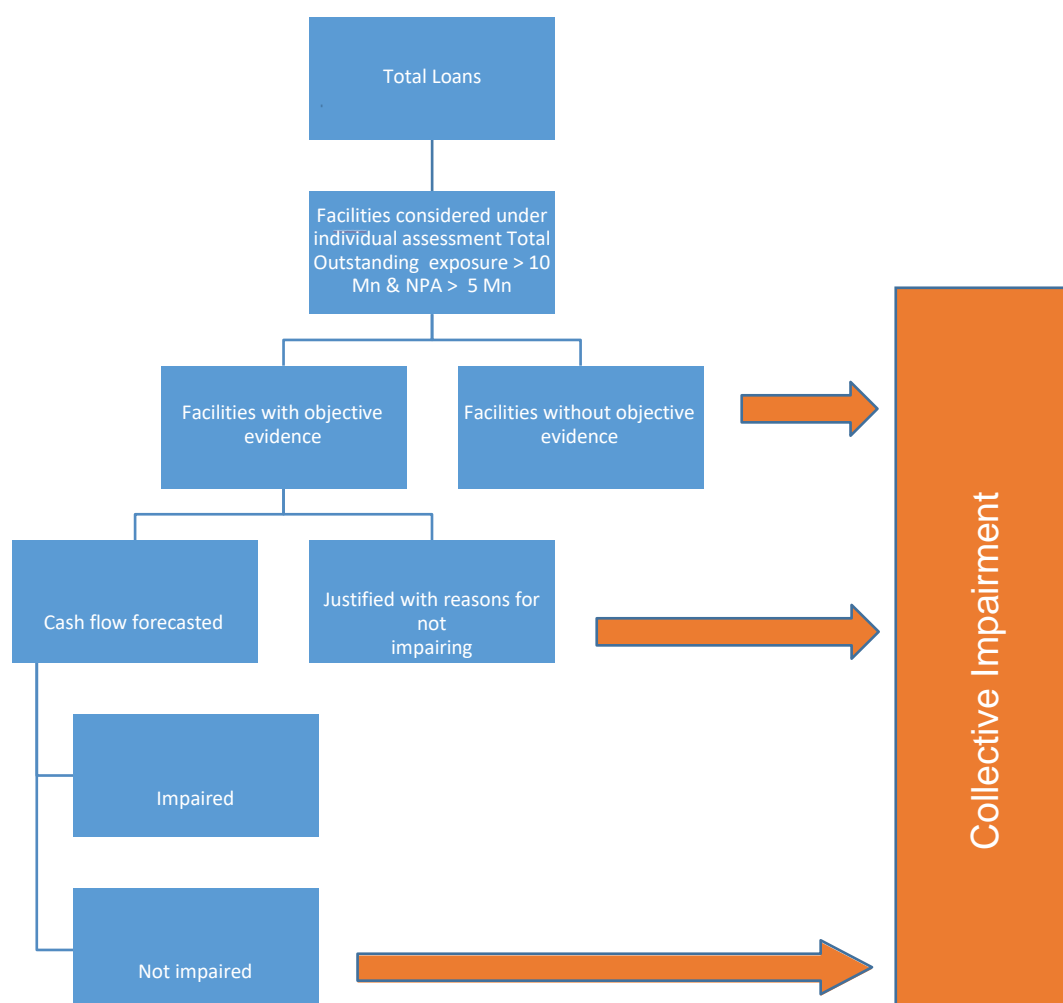 Total Loans
Facilities considered under
individual assessment Total
Outstanding exposure > 10
Mn & NPA > 5 Mn
Facilities with objective
evidence
Facilities without objective
evidence
Cash flow forecasted
Justified with reasons for
not
impairing
Impaired
Not impaired
Collective Impairment